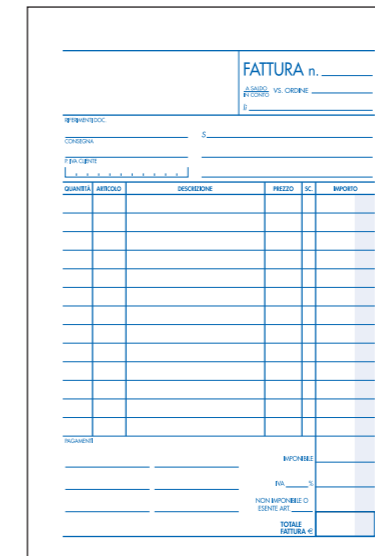 FATTURA n.
A SALDO
IN CONTO
VS. ORDINE
lì
RIFERIMENTI DOC.
S.
CONSEGNA
P. IVA CLIENTE
QUANTITÀ ARTICOLO DESCRIZIONE PREZZO SC. IMPORTO
PAGAMENTI
IMPONIBILE
IVA %
NON IMPONIBILE O
ESENTE ART.
TOTALE
FATTURA €